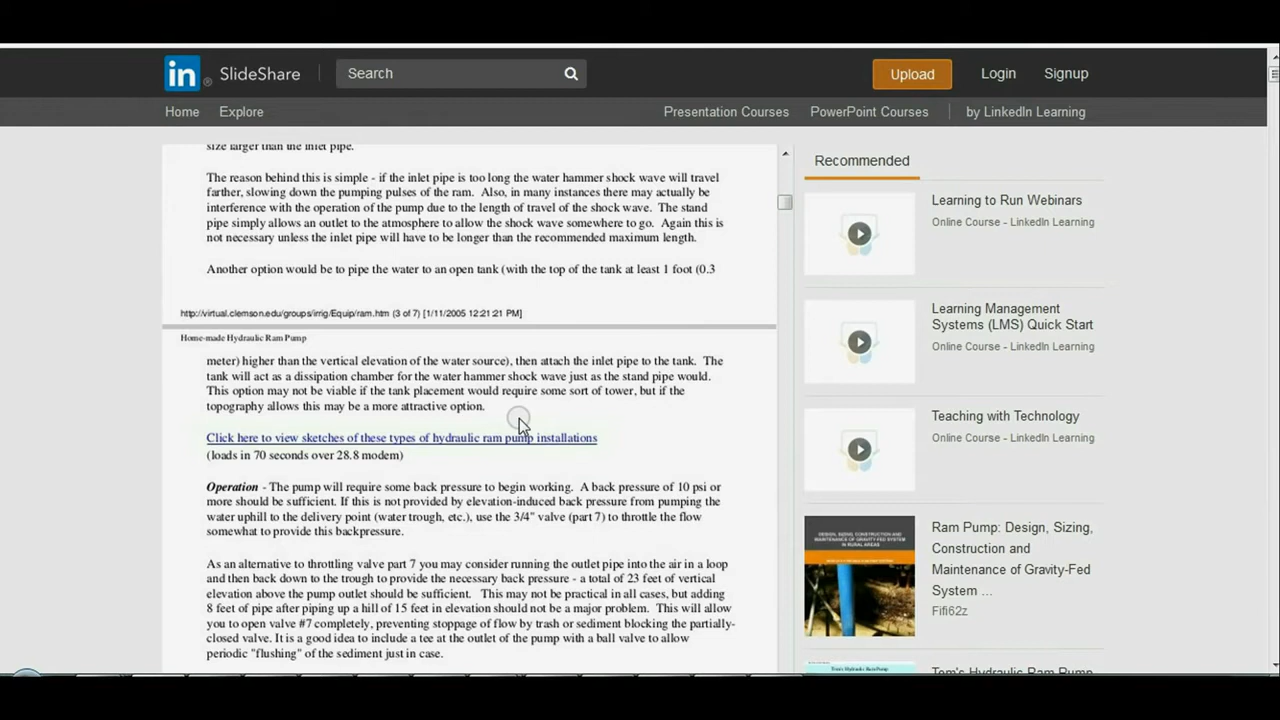 in
SlideShare
Search
Upload
Login
Signup
Home
Explore
Presentation Courses
PowerPoint Courses
by LinkedIn Learning
size larger than the inlet pipe.
The reason behind this is simple - if the inlet pipe is too long the water hammer shock wave will travel
farther, slowing down the pumping pulses of the ram.  Also, in many instances there may actually be
interference with the operation of the pump due to the length of travel of the shock wave.  The stand
pipe simply allows an outlet to the atmosphere to allow the shock wave somewhere to go.  Again this is
not necessary unless the inlet pipe will have to be longer than the recommended maximum length.
Another option would be to pipe the water to an open tank (with the top of the tank at least 1 foot (0.3
http://virtual.clemson.edu/groups/irrig/Equip/ram.htm (3 of 7) [1/11/2005 12:21:21 PM]
Home-made Hydraulic Ram Pump
meter) higher than the vertical elevation of the water source), then attach the inlet pipe to the tank.  The
tank will act as a dissipation chamber for the water hammer shock wave just as the stand pipe would.
This option may not be viable if the tank placement would require some sort of tower, but if the
topography allows this may be a more attractive option.
Click here to view sketches of these types of hydraulic ram pump installations
(loads in 70 seconds over 28.8 modem)
Operation - The pump will require some back pressure to begin working.  A back pressure of 10 psi or
more should be sufficient. If this is not provided by elevation-induced back pressure from pumping the
water uphill to the delivery point (water trough, etc.), use the 3/4" valve (part 7) to throttle the flow
somewhat to provide this backpressure.
As an alternative to throttling valve part 7 you may consider running the outlet pipe into the air in a loop
and then back down to the trough to provide the necessary back pressure - a total of 23 feet of vertical
elevation above the pump outlet should be sufficient.   This may not be practical in all cases, but adding
8 feet of pipe after piping up a hill of 15 feet in elevation should not be a major problem.  This will allow
you to open valve #7 completely, preventing stoppage of flow by trash or sediment blocking the partially-
closed valve. It is a good idea to include a tee at the outlet of the pump with a ball valve to allow
periodic "flushing" of the sediment just in case.
Recommended
Learning to Run Webinars
Online Course - LinkedIn Learning
Learning Management
Systems (LMS) Quick Start
Online Course - LinkedIn Learning
Teaching with Technology
Online Course - LinkedIn Learning
DESIGN, SIZING, CONSTRUCTION AND
MAINTENANCE OF GRAVITY-FED SYSTEM
IN RURAL AREAS
Ram Pump: Design, Sizing,
Construction and
Maintenance of Gravity-Fed
System ...
Fifi62z
Tom's Hydraulic Ram Pump
Tom's Hydraulic Ram Pump